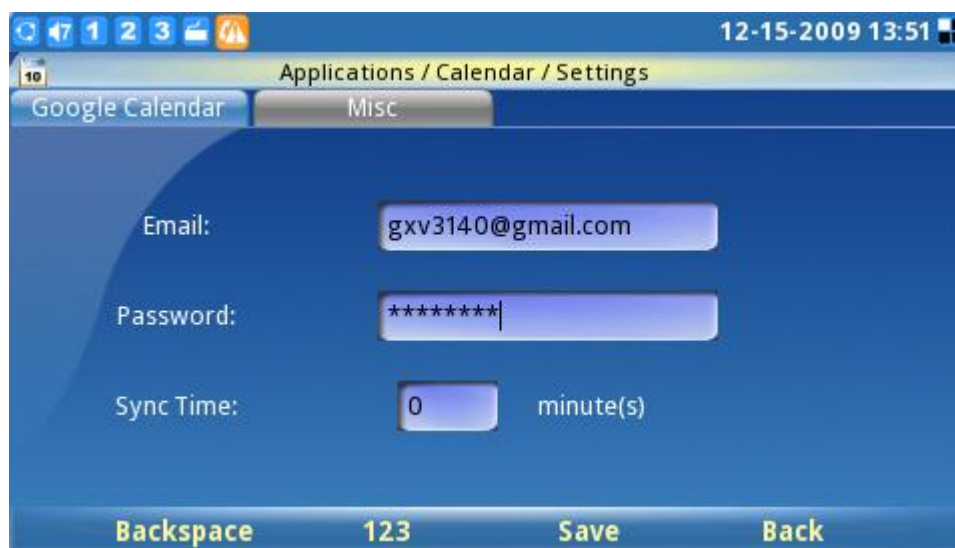 7 1 2 3 12-15-2009 13:51
10 Applications / Calendar / Settings
Google Calendar Misc
Email: gxv3140@gmail.com
Password: ********
Sync Time: 0 minute(s)
Backspace 123 Save Back